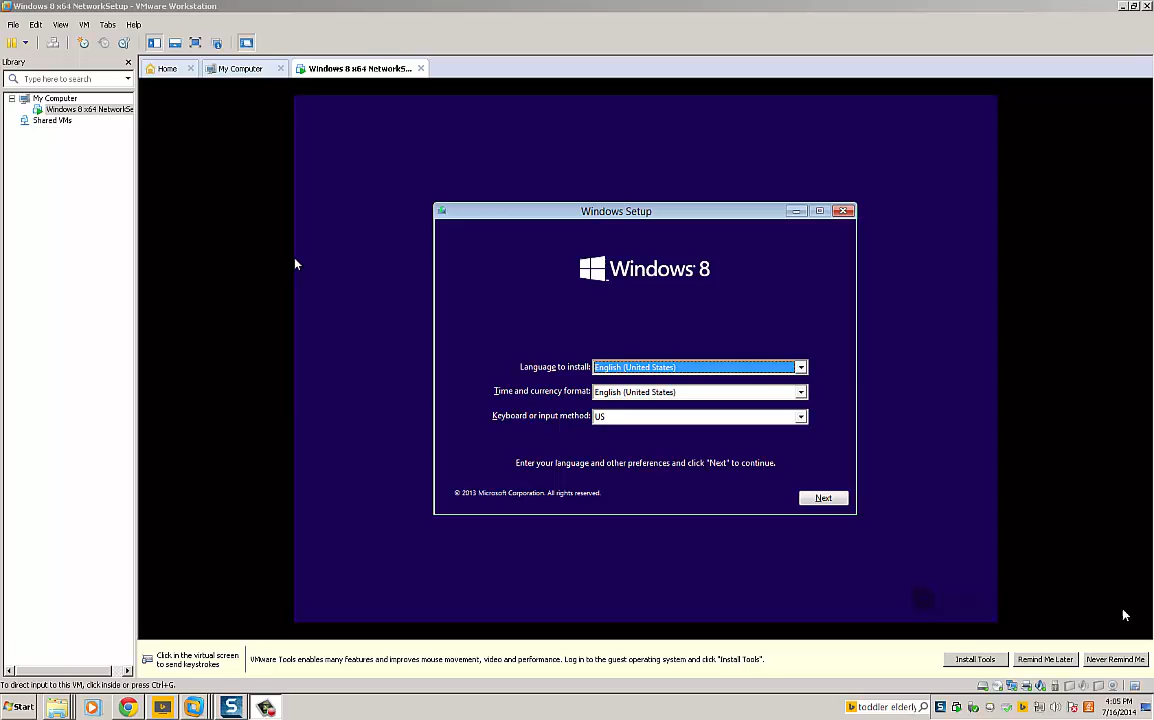 Windows 8 x64 NetworkSetup - VMware Workstation
File Edit View VM Tabs Help
Library
Type here to search
Home
My Computer
Windows 8 x64 NetworkS...
My Computer
Windows 8 x64 NetworkSe
Shared VMs
Windows Setup
Windows 8
Language to install: English (United States)
Time and currency format: English (United States)
Keyboard or input method: US
Enter your language and other preferences and click "Next" to continue.
© 2013 Microsoft Corporation. All rights reserved.
Next
Click in the virtual screen
to send keystrokes
VMware Tools enables many features and improves mouse movement, video and performance. Log in to the guest operating system and click "Install Tools".
Install Tools
Remind Me Later
Never Remind Me
To direct input to this VM, click inside or press Ctrl+G.
Start
toddler elderly
4:05 PM
7/16/2014